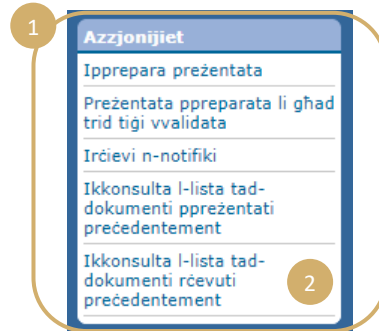 1
Azzjonijiet
Ipprepara preżentata
Preżentata ppreparata li għad
trid tiġi vvalidata
Irċievi n-notifiki
Ikkonsulta l-lista tad-
dokumenti ppreżentati
preċedentement
Ikkonsulta l-lista tad-
dokumenti rċevuti
preċedentement
2